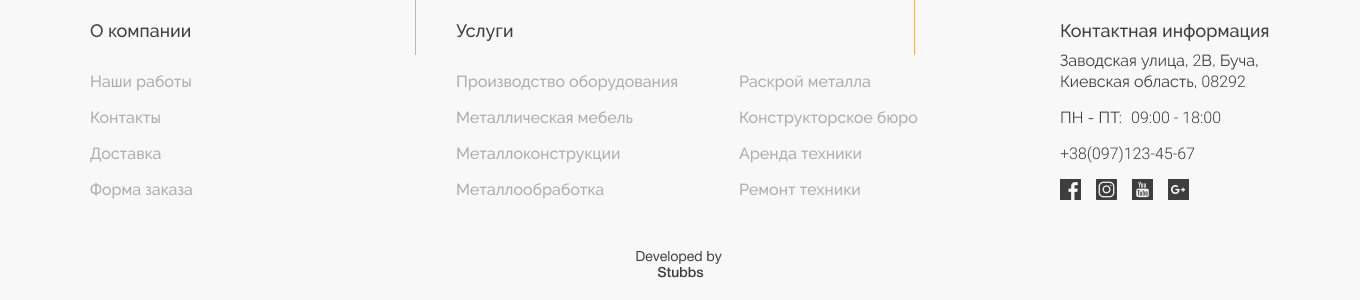 О компании
Наши работы
Контакты
Доставка
Форма заказа
Услуги
Производство оборудования
Металлическая мебель
Металлоконструкции
Металлообработка
Раскрой металла
Конструкторское бюро
Аренда техники
Ремонт техники
Контактная информация
Заводская улица, 2В, Буча,
Киевская область, 08292
ПН - ПТ: 09:00 - 18:00
+38(097)123-45-67
You Tube
G+
Developed by
Stubbs